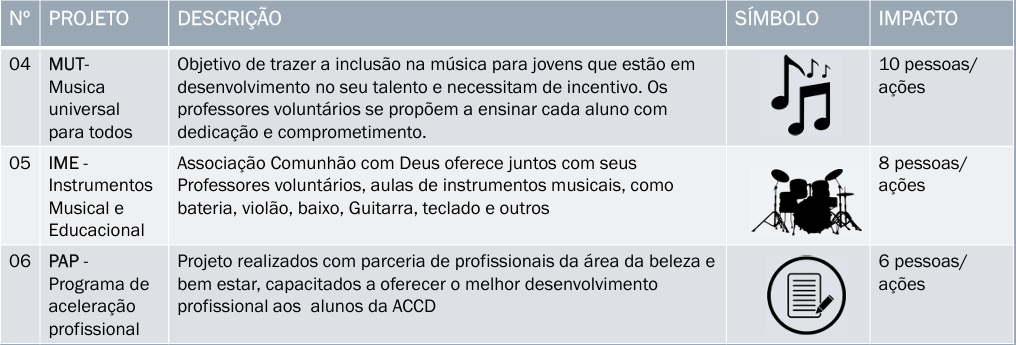 Nº PROJETO DESCRIÇÃO SÍMBOLO IMPACTO
04 MUT- Objetivo de trazer a inclusão na música para jovens que estão em 10 pessoas/
Musica desenvolvimento no seu talento e necessitam de incentivo. Os ações
universal professores voluntários se propõem a ensinar cada aluno com
para todos dedicação e comprometimento.
05 IME - Associação Comunhão com Deus oferece juntos com seus 8 pessoas/
Instrumentos Professores voluntários, aulas de instrumentos musicais, como ações
Musical e bateria, violão, baixo, Guitarra, teclado e outros
Educacional
06 PAP - Projeto realizados com parceria de profissionais da área da beleza e 6 pessoas/
Programa de bem estar, capacitados a oferecer o melhor desenvolvimento ações
aceleração profissional aos alunos da ACCD
profissional